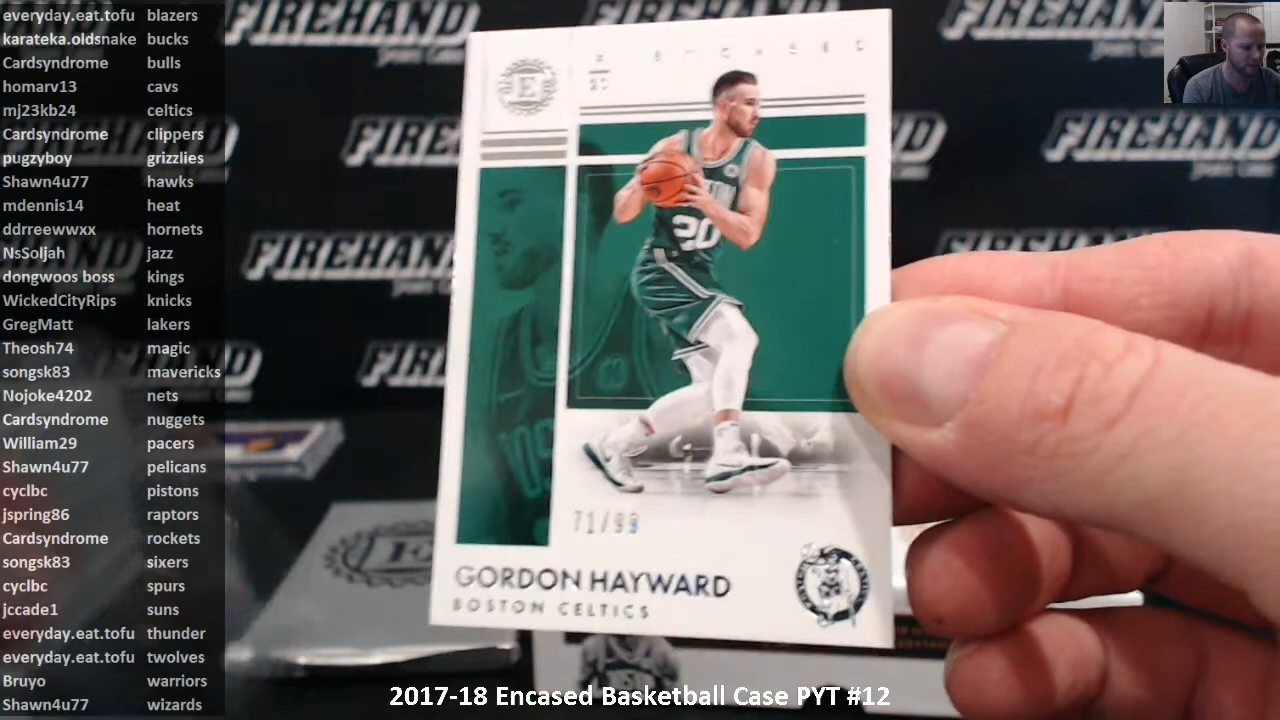 everyday.eat.tofu blazers
karateka.oldsnake bucks
Cardsyndrome bulls
homarv13 cavs
mj23kb24 celtics
Cardsyndrome clippers
pugzyboy grizzlies
Shawn4u77 hawks
mdennis14 heat
ddrreewwxx hornets
NsSoljah jazz
dongwoos boss kings
WickedCityRips knicks
GregMatt lakers
Theosh74 magic
songsk83 mavericks
Nojoke4202 nets
Cardsyndrome nuggets
William29 pacers
Shawn4u77 pelicans
cyclbc pistons
jspring86 raptors
Cardsyndrome rockets
songsk83 sixers
cyclbc spurs
jccade1 suns
everyday.eat.tofu thunder
everyday.eat.tofu twolves
Bruyo warriors
Shawn4u77 wizards
FIREHAND
FIREHAND
FIREHAND
E
ENCASED
20
71/99
GORDON HAYWARD
BOSTON CELTICS
2017-18 Encased Basketball Case PYT #12